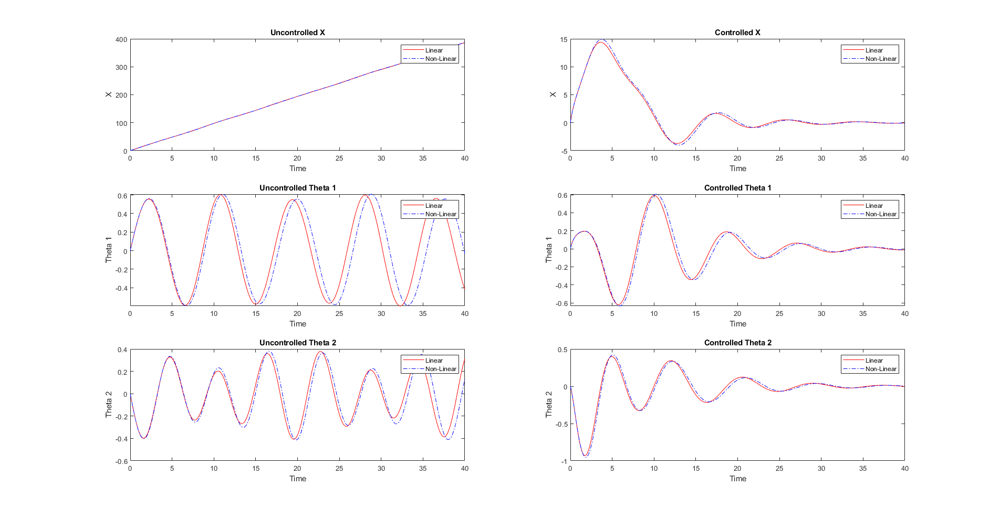 Uncontrolled X
400
300
200
100
0
X
Linear
Non-Linear
0 5 10 15 20 25 30 35 40
Time
Controlled X
15
10
5
0
-5
X
Linear
Non-Linear
0 5 10 15 20 25 30 35 40
Time
Uncontrolled Theta 1
0.6
0.4
0.2
0
-0.2
-0.4
Theta 1
Linear
Non-Linear
0 5 10 15 20 25 30 35 40
Time
Controlled Theta 1
0.6
0.4
0.2
0
-0.2
-0.4
-0.6
Theta 1
Linear
Non-Linear
0 5 10 15 20 25 30 35 40
Time
Uncontrolled Theta 2
0.4
0.2
0
-0.2
-0.4
-0.6
Theta 2
Linear
Non-Linear
0 5 10 15 20 25 30 35 40
Time
Controlled Theta 2
0.5
0
-0.5
-1
Theta 2
Linear
Non-Linear
0 5 10 15 20 25 30 35 40
Time